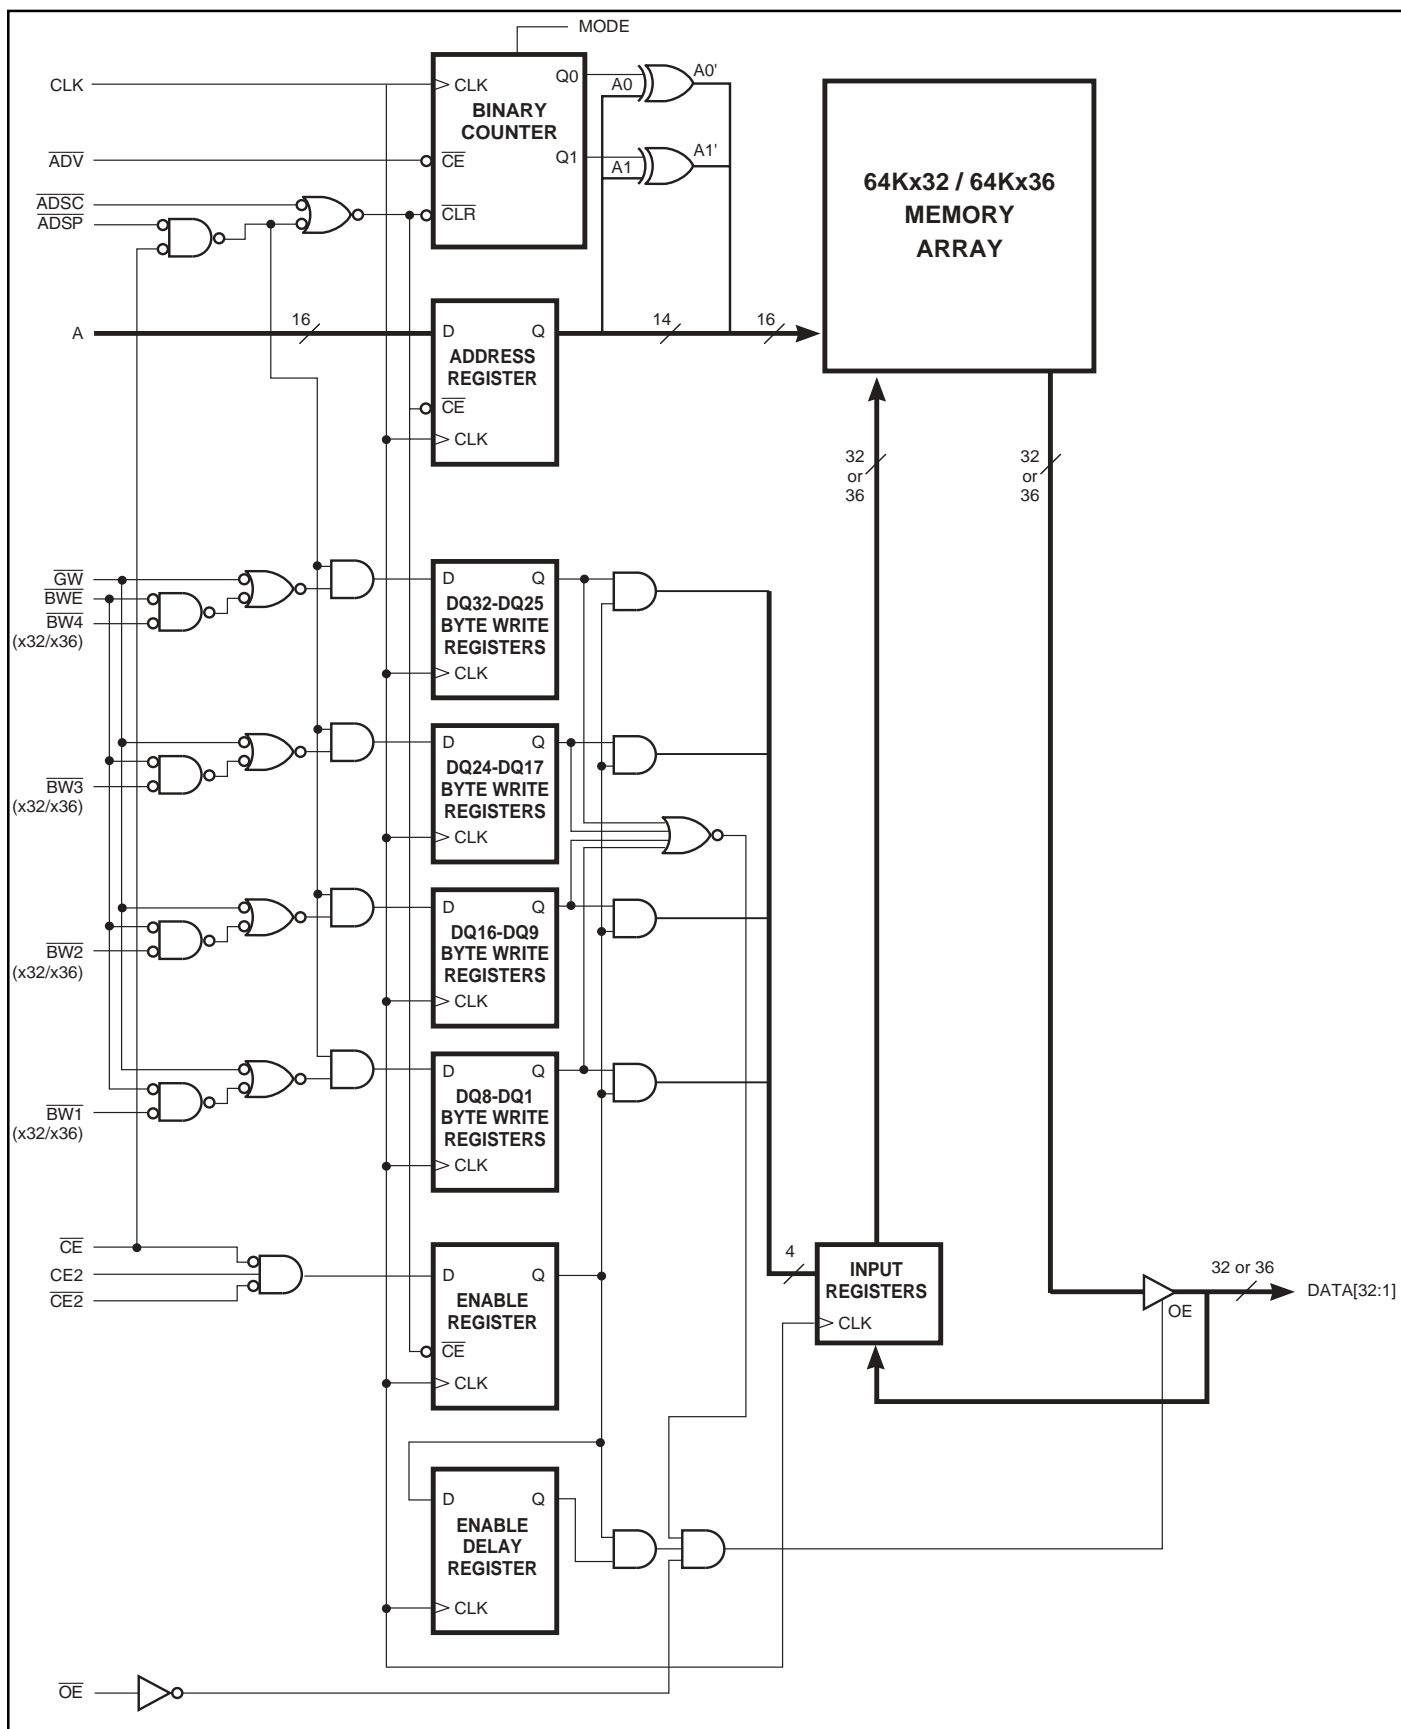 MODE
CLK
CLK
Q0
A0
A0'
BINARY
COUNTER
ADV
CE
Q1
A1
A1'
64Kx32 / 64Kx36
MEMORY
ARRAY
ADSC
ADSP
CLR
A
16
D
Q
14
16
ADDRESS
REGISTER
CE
CLK
32
or
36
32
or
36
GW
BWE
BW4
(x32/x36)
D
Q
DQ32-DQ25
BYTE WRITE
REGISTERS
CLK
BW3
(x32/x36)
D
Q
DQ24-DQ17
BYTE WRITE
REGISTERS
CLK
BW2
(x32/x36)
D
Q
DQ16-DQ9
BYTE WRITE
REGISTERS
CLK
BW1
(x32/x36)
D
Q
DQ8-DQ1
BYTE WRITE
REGISTERS
CLK
CE
CE2
CE2
D
Q
ENABLE
REGISTER
CE
CLK
4
INPUT
REGISTERS
CLK
OE
32 or 36
DATA[32:1]
D
Q
ENABLE
DELAY
REGISTER
CLK
OE